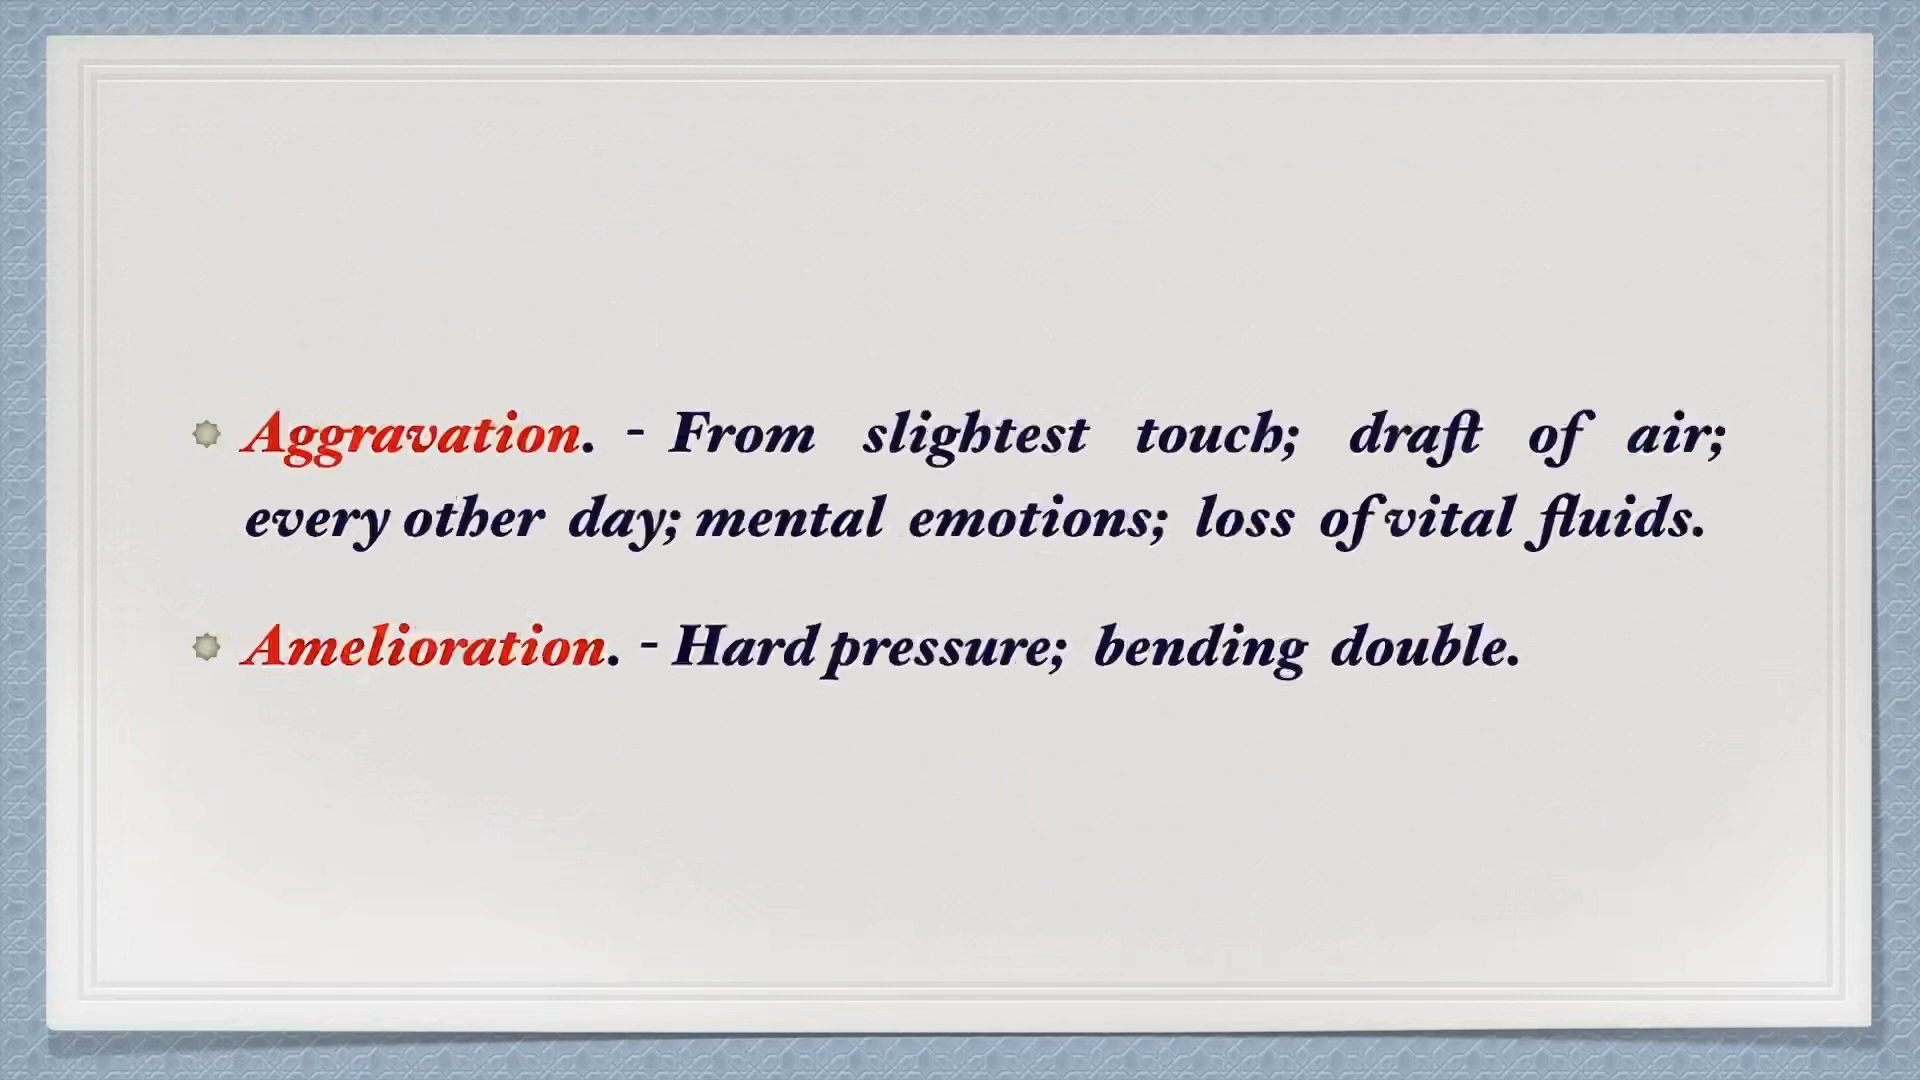 Aggravation. - From slightest touch; draft of air;
every other day; mental emotions; loss of vital fluids.
Amelioration. - Hard pressure; bending double.